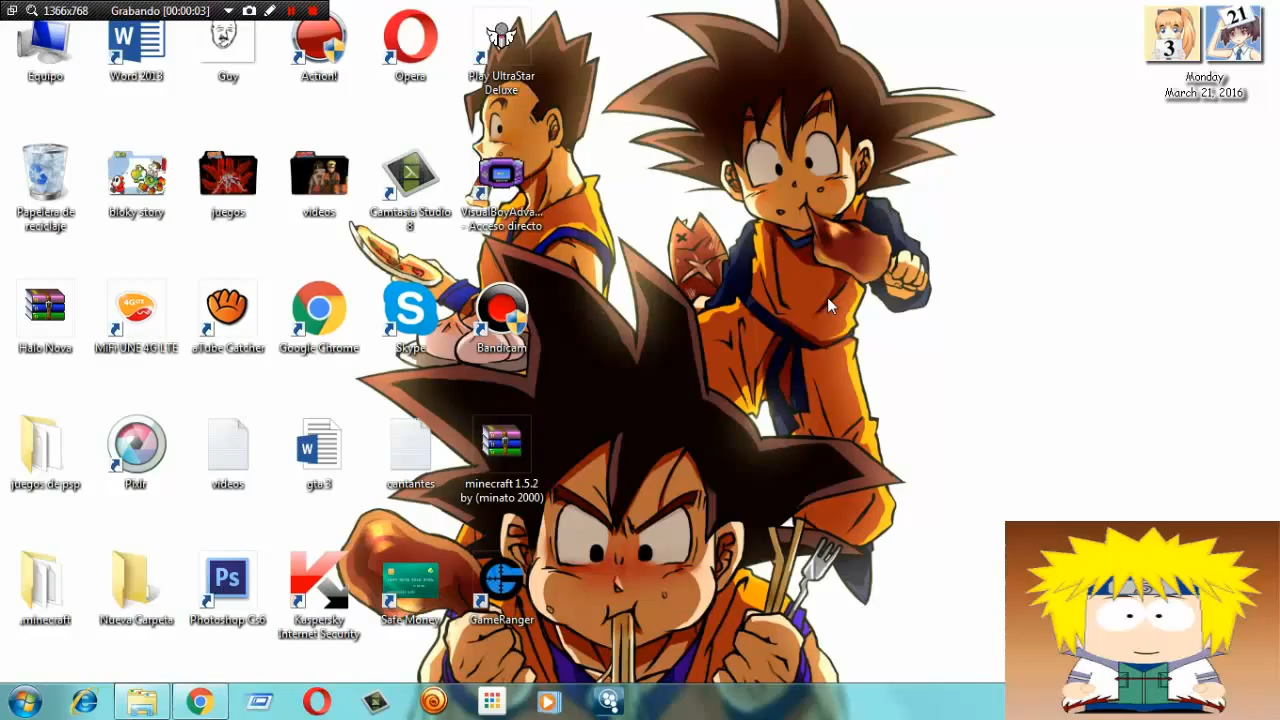 1366x768 Grabando [00:00:03]
Equipo
Word 2013
Guy
Action!
Opera
Play UltraStar
Deluxe
3
21
Monday
March 21, 2016
Papelera de
reciclaje
bloky story
juegos
videos
Camtasia Studio
8
VisualBoyAdva...
- Acceso directo
Halo Nova
4G LTE
MiFi UNE 4G LTE
aTube Catcher
Google Chrome
S
Skype
Bandicam
juegos de psp
Pixlr
videos
W
gta 3
cantantes
minecraft 1.5.2
by (minato 2000)
.minecraft
Nueva Carpeta
Ps
Photoshop Cs6
Kaspersky
Internet Security
Safe Money
GameRanger